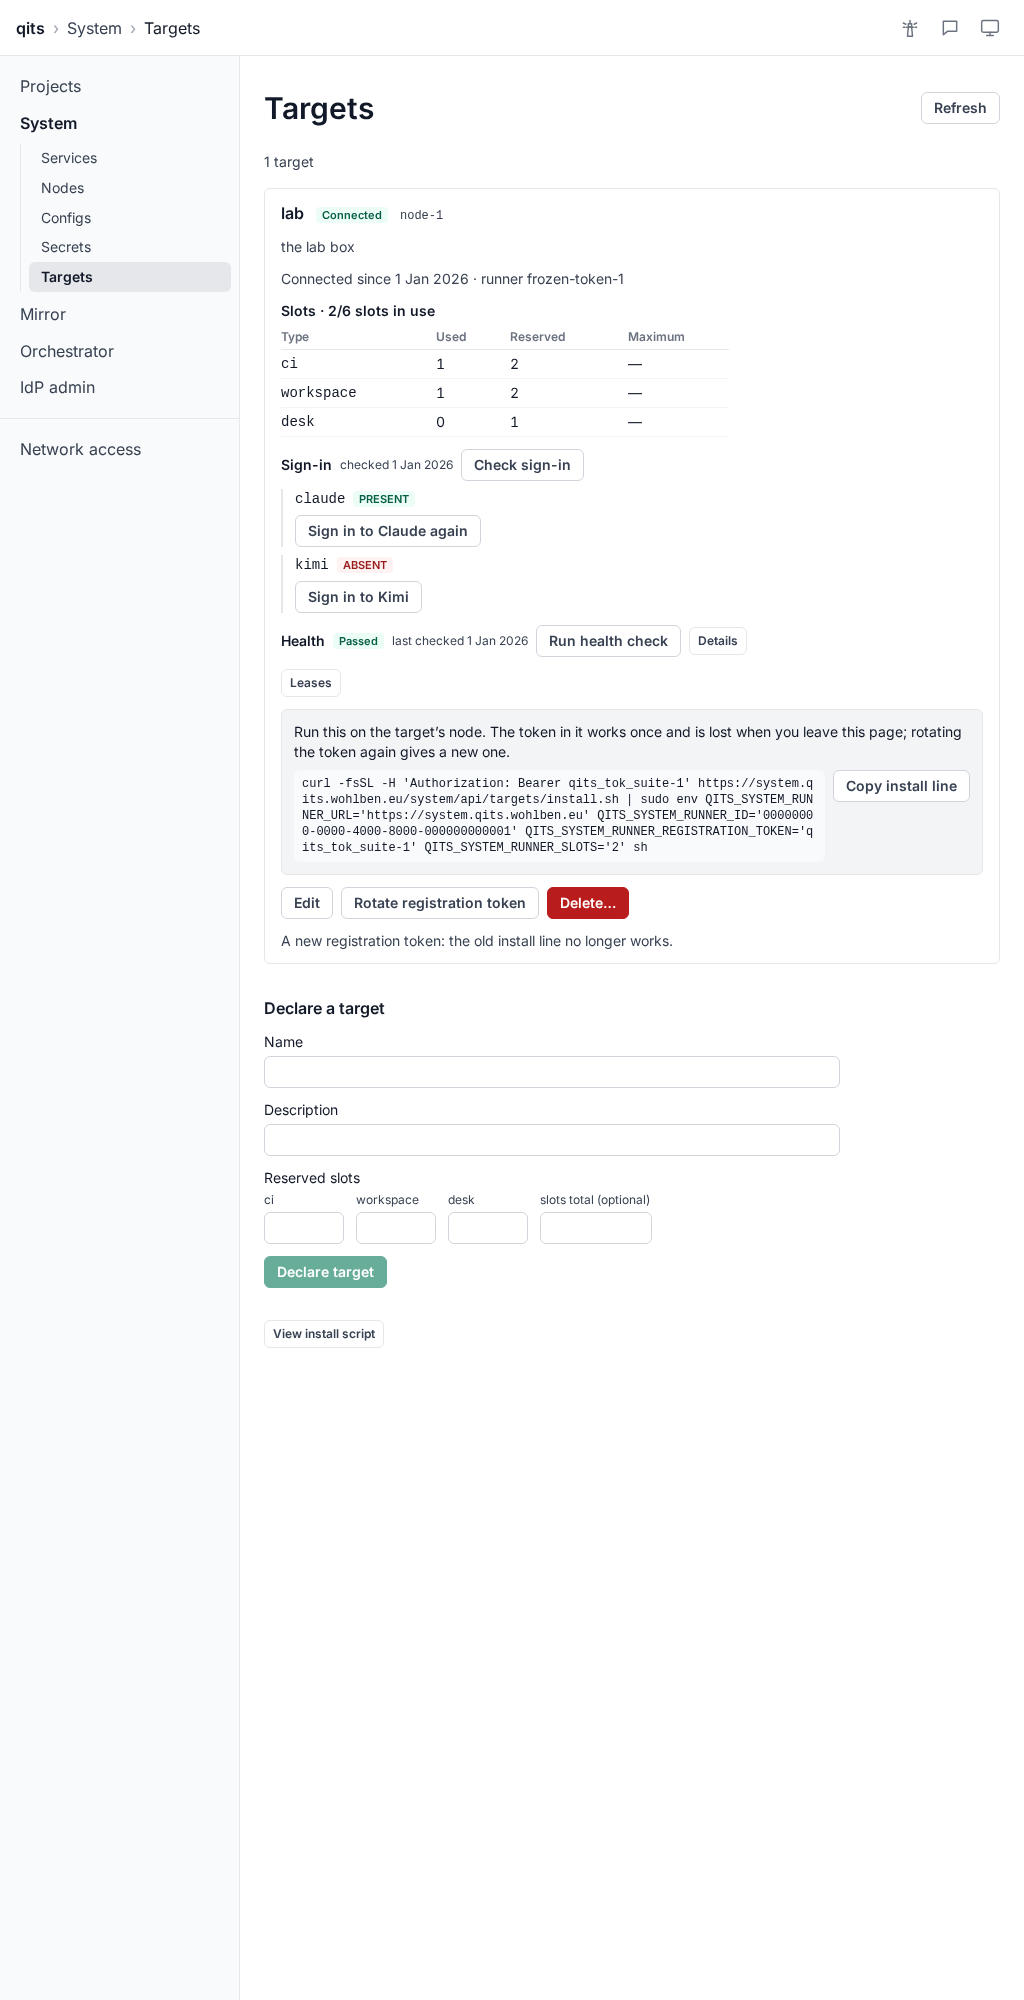 qits › System › Targets
Projects
System
Services
Nodes
Configs
Secrets
Targets
Mirror
Orchestrator
IdP admin
Network access
Targets
Refresh
1 target
lab Connected node-1
the lab box
Connected since 1 Jan 2026 · runner frozen-token-1
Slots · 2/6 slots in use
Type Used Reserved Maximum
ci 1 2 —
workspace 1 2 —
desk 0 1 —
Sign-in checked 1 Jan 2026 Check sign-in
claude PRESENT
Sign in to Claude again
kimi ABSENT
Sign in to Kimi
Health Passed last checked 1 Jan 2026 Run health check Details
Leases
Run this on the target’s node. The token in it works once and is lost when you leave this page; rotating
the token again gives a new one.
curl -fsSL -H 'Authorization: Bearer qits_tok_suite-1' https://system.q
its.wohlben.eu/system/api/targets/install.sh | sudo env QITS_SYSTEM_RUN
NER_URL='https://system.qits.wohlben.eu' QITS_SYSTEM_RUNNER_ID='0000000
0-0000-4000-8000-000000000001' QITS_SYSTEM_RUNNER_REGISTRATION_TOKEN='q
its_tok_suite-1' QITS_SYSTEM_RUNNER_SLOTS='2' sh
Copy install line
Edit Rotate registration token Delete…
A new registration token: the old install line no longer works.
Declare a target
Name
Description
Reserved slots
ci workspace desk slots total (optional)
Declare target
View install script